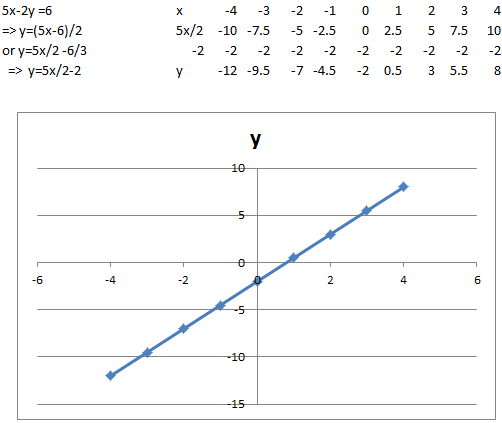 5x-2y =6 x -4 -3 -2 -1 0 1 2 3 4
=> y=(5x-6)/2 5x/2 -10 -7.5 -5 -2.5 0 2.5 5 7.5 10
or y=5x/2 -6/3 -2 -2 -2 -2 -2 -2 -2 -2 -2 -2
=> y=5x/2-2 y -12 -9.5 -7 -4.5 -2 0.5 3 5.5 8
y
10
5
0
-6 -4 -2 0 2 4 6
-5
-10
-15